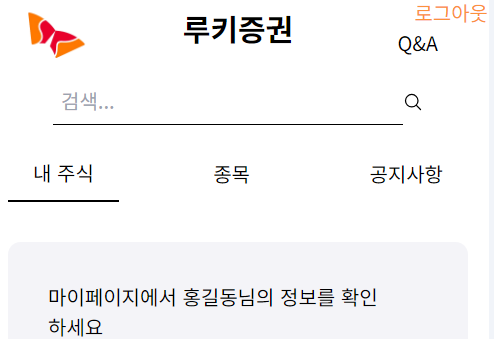 로그아웃
루키증권
Q&A
검색...
내 주식
종목
공지사항
마이페이지에서 홍길동님의 정보를 확인
하세요